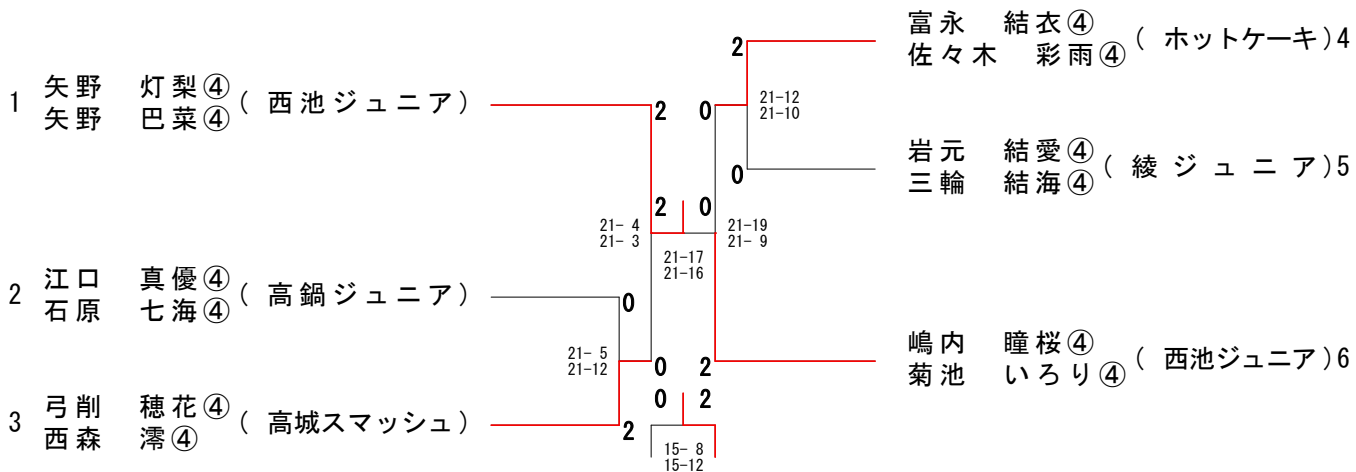 1 矢野 灯梨④ ( 西池ジュニア )
矢野 巴菜④
2 江口 真優④ ( 高鍋ジュニア )
石原 七海④
3 弓削 穂花④ ( 高城スマッシュ )
西森 澪④
2
0
21- 4
21- 3
0
21- 5
21-12
0
2
2 0
21-17
21-16
0 2
15- 8
15-12
富永 結衣④ ( ホットケーキ ) 4
佐々木 彩雨④
2
21-12
21-10
0
岩元 結愛④ ( 綾ジュニア ) 5
三輪 結海④
21-19
21- 9
2
嶋内 瞳桜④ ( 西池ジュニア ) 6
菊池 いろり④